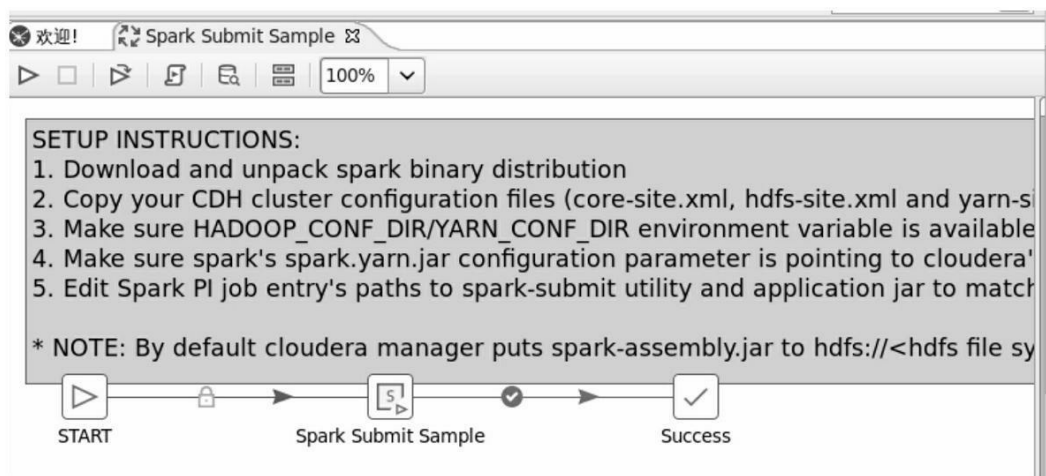 欢迎!
Spark Submit Sample
100%
SETUP INSTRUCTIONS:
1. Download and unpack spark binary distribution
2. Copy your CDH cluster configuration files (core-site.xml, hdfs-site.xml and yarn-si
3. Make sure HADOOP_CONF_DIR/YARN_CONF_DIR environment variable is available
4. Make sure spark's spark.yarn.jar configuration parameter is pointing to cloudera'
5. Edit Spark PI job entry's paths to spark-submit utility and application jar to match
* NOTE: By default cloudera manager puts spark-assembly.jar to hdfs://<hdfs file sy
START
Spark Submit Sample
Success